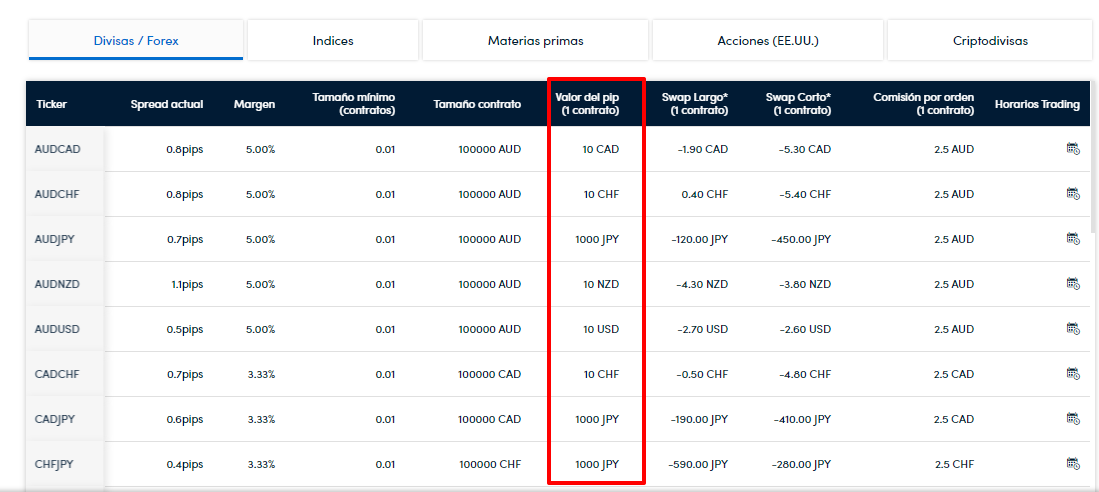 Divisas / Forex Indices Materias primas Acciones (EE.UU.) Criptodivisas
Ticker Spread actual Margen Tamaño mínimo (contratos) Tamaño contrato Valor del pip (1 contrato) Swap Largo* (1 contrato) Swap Corto* (1 contrato) Comisión por orden (1 contrato) Horarios Trading
AUDCAD 0.8pips 5.00% 0.01 100000 AUD 10 CAD -1.90 CAD -5.30 CAD 2.5 AUD
AUDCHF 0.8pips 5.00% 0.01 100000 AUD 10 CHF 0.40 CHF -5.40 CHF 2.5 AUD
AUDJPY 0.7pips 5.00% 0.01 100000 AUD 1000 JPY -120.00 JPY -450.00 JPY 2.5 AUD
AUDNZD 1.1pips 5.00% 0.01 100000 AUD 10 NZD -4.30 NZD -3.80 NZD 2.5 AUD
AUDUSD 0.5pips 5.00% 0.01 100000 AUD 10 USD -2.70 USD -2.60 USD 2.5 AUD
CADCHF 0.7pips 3.33% 0.01 100000 CAD 10 CHF -0.50 CHF -4.80 CHF 2.5 CAD
CADJPY 0.6pips 3.33% 0.01 100000 CAD 1000 JPY -190.00 JPY -410.00 JPY 2.5 CAD
CHFJPY 0.4pips 3.33% 0.01 100000 CHF 1000 JPY -590.00 JPY -280.00 JPY 2.5 CHF